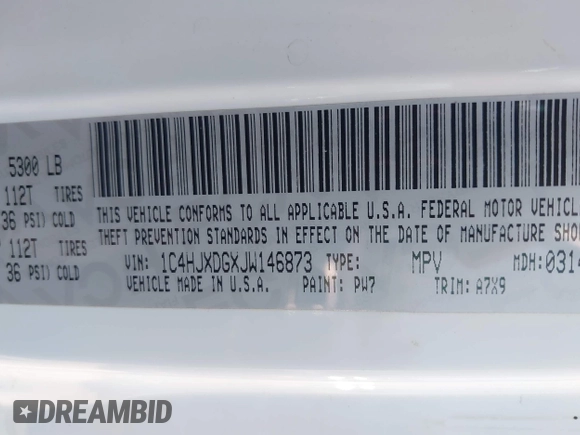 5300 LB
112T TIRES
36 PSI) COLD
112T TIRES
36 PSI) COLD
THIS VEHICLE CONFORMS TO ALL APPLICABLE U.S.A. FEDERAL MOTOR VEHICL
THEFT PREVENTION STANDARDS IN EFFECT ON THE DATE OF MANUFACTURE SHO
VIN: 1C4HJXDGXJW146873 TYPE: MPV MDH:0314
VEHICLE MADE IN U.S.A. PAINT: PW7 TRIM: A7X9
DREAMBID